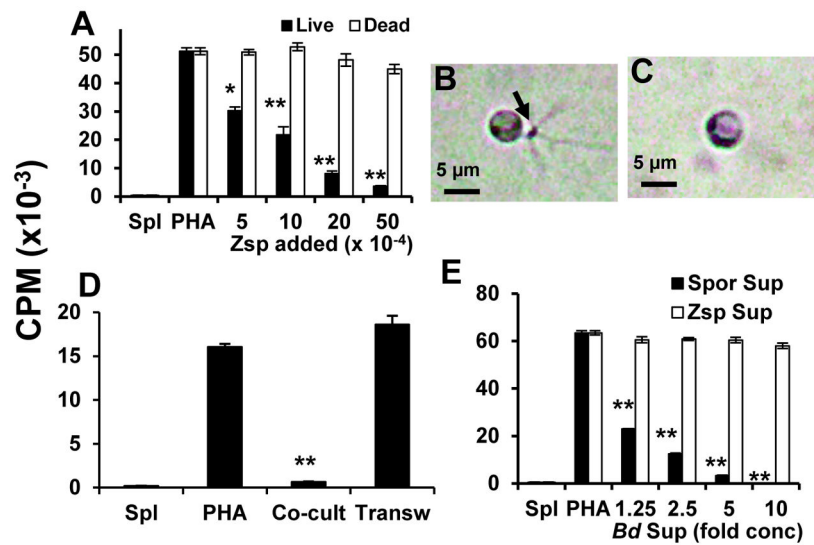 A
Live Dead
60
50
40
30
20
10
0
*
**
**
**
Spl PHA 5 10 20 50
Zsp added (x 10-4)
CPM (x10-3)
B
5 µm
C
5 µm
D
20
15
10
5
0
**
Spl PHA Co-cult Transw
E
Spor Sup
Zsp Sup
80
60
40
20
0
**
**
**
**
Spl PHA 1.25 2.5 5 10
Bd Sup (fold conc)